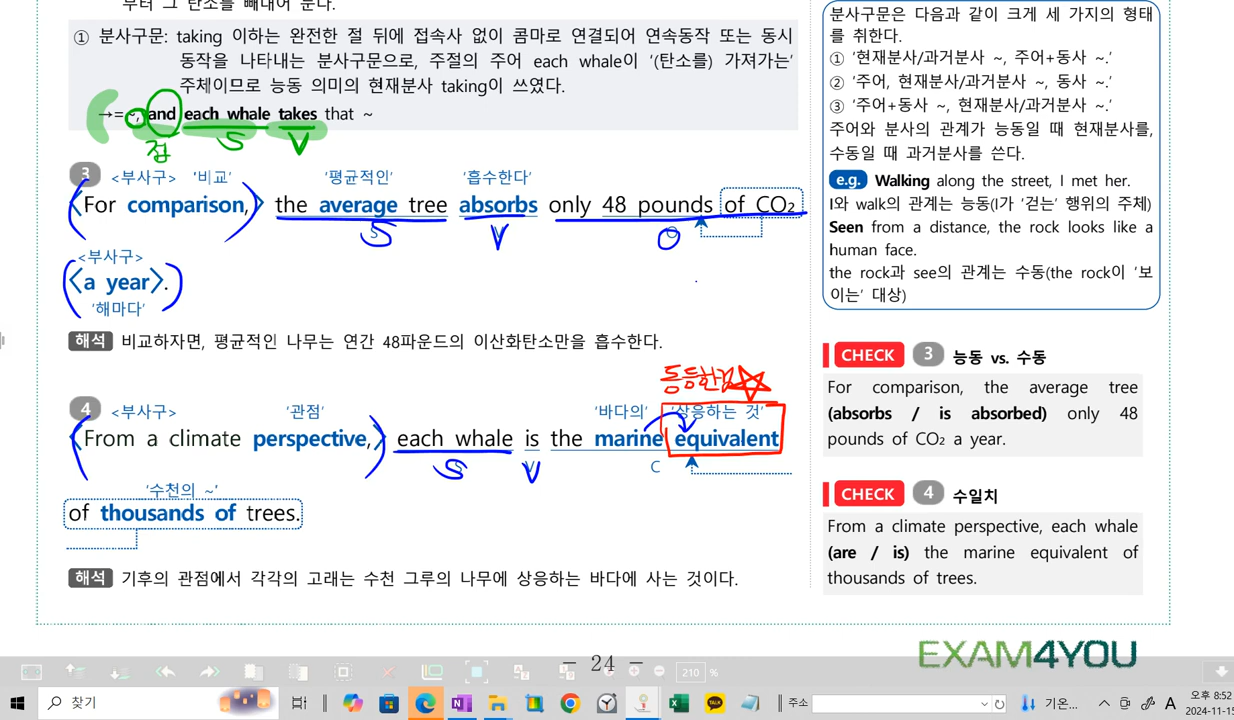 부터 그 탄소를 빼내어 둔다.
① 분사구문: taking 이하는 완전한 절 뒤에 접속사 없이 콤마로 연결되어 연속동작 또는 동시
동작을 나타내는 분사구문으로, 주절의 주어 each whale이 '(탄소를) 가져가는'
주체이므로 능동 의미의 현재분사 taking이 쓰였다.
→= ~, and each whale takes that ~
접 S V
3 <부사구> '비교' '평균적인' '흡수한다'
〈For comparison,〉 the average tree absorbs only 48 pounds of CO₂
S V O
<부사구>
〈a year〉.
'해마다'
해석 비교하자면, 평균적인 나무는 연간 48파운드의 이산화탄소만을 흡수한다.
동등한것
4 <부사구> '관점' '바다의' '상응하는 것'
〈From a climate perspective,〉 each whale is the marine equivalent
S V C
'수천의 ~'
of thousands of trees.
해석 기후의 관점에서 각각의 고래는 수천 그루의 나무에 상응하는 바다에 사는 것이다.
분사구문은 다음과 같이 크게 세 가지의 형태
를 취한다.
① '현재분사/과거분사 ~, 주어+동사 ~.'
② '주어, 현재분사/과거분사 ~, 동사 ~.'
③ '주어+동사 ~, 현재분사/과거분사 ~.'
주어와 분사의 관계가 능동일 때 현재분사를,
수동일 때 과거분사를 쓴다.
e.g. Walking along the street, I met her.
I와 walk의 관계는 능동(I가 '걷는' 행위의 주체)
Seen from a distance, the rock looks like a
human face.
the rock과 see의 관계는 수동(the rock이 '보
이는' 대상)
CHECK 3 능동 vs. 수동
For comparison, the average tree
(absorbs / is absorbed) only 48
pounds of CO₂ a year.
CHECK 4 수일치
From a climate perspective, each whale
(are / is) the marine equivalent of
thousands of trees.
EXAM4YOU
- 24 -
210 %
찾기
주소
기온...
A
오후 8:52
2024-11-15